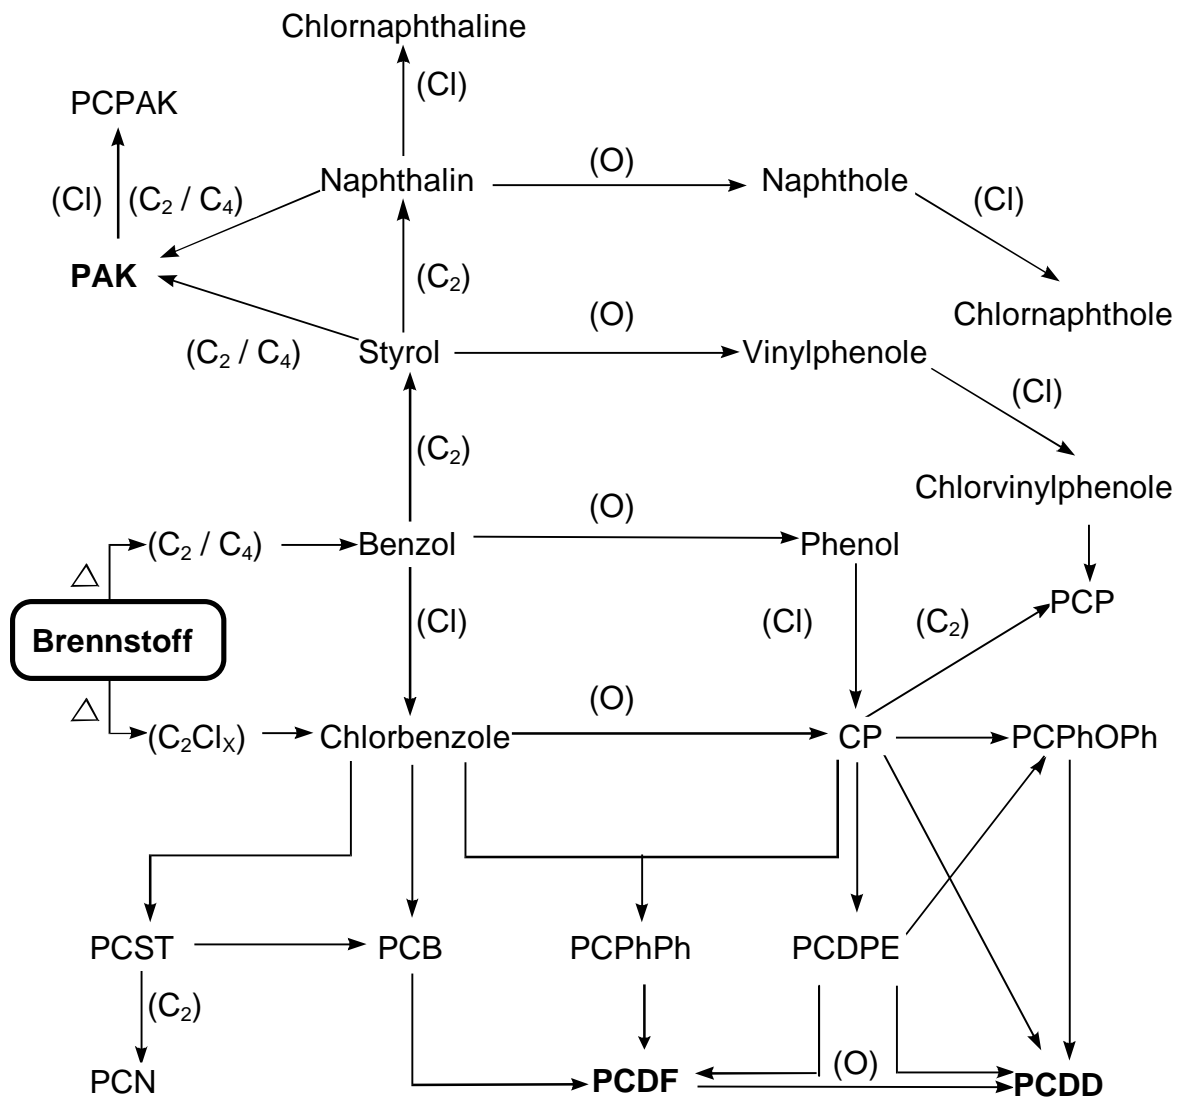 Chlornaphthaline
(Cl)
PCPAK
(O)
Naphthalin
Naphthole
(Cl)
(Cl)
(C₂ / C₄)
PAK
(C₂)
(O)
Chlornaphthole
(C₂ / C₄)
Styrol
Vinylphenole
(Cl)
(C₂)
Chlorvinylphenole
(O)
(C₂ / C₄)
Benzol
Phenol
△
PCP
Brennstoff
(Cl)
(Cl)
(C₂)
△
(O)
(C₂Clₓ)
Chlorbenzole
CP
PCPhOPh
PCST
PCB
PCPhPh
PCDPE
(C₂)
(O)
PCN
PCDF
PCDD